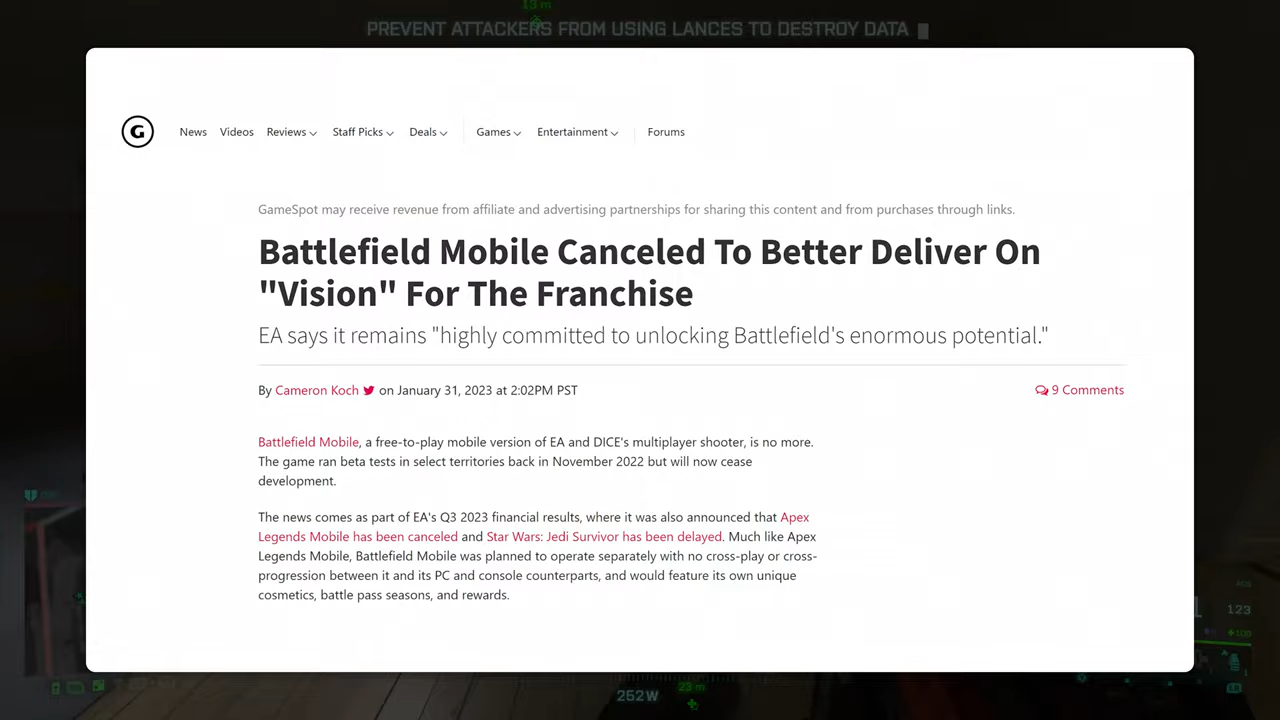 13 m
PREVENT ATTACKERS FROM USING LANCES TO DESTROY DATA
G
News Videos Reviews Staff Picks Deals Games Entertainment Forums
GameSpot may receive revenue from affiliate and advertising partnerships for sharing this content and from purchases through links.
Battlefield Mobile Canceled To Better Deliver On
"Vision" For The Franchise
EA says it remains "highly committed to unlocking Battlefield's enormous potential."
By Cameron Koch on January 31, 2023 at 2:02PM PST
9 Comments
Battlefield Mobile, a free-to-play mobile version of EA and DICE's multiplayer shooter, is no more.
The game ran beta tests in select territories back in November 2022 but will now cease
development.
The news comes as part of EA's Q3 2023 financial results, where it was also announced that Apex
Legends Mobile has been canceled and Star Wars: Jedi Survivor has been delayed. Much like Apex
Legends Mobile, Battlefield Mobile was planned to operate separately with no cross-play or cross-
progression between it and its PC and console counterparts, and would feature its own unique
cosmetics, battle pass seasons, and rewards.
123
+100
252W
23 m